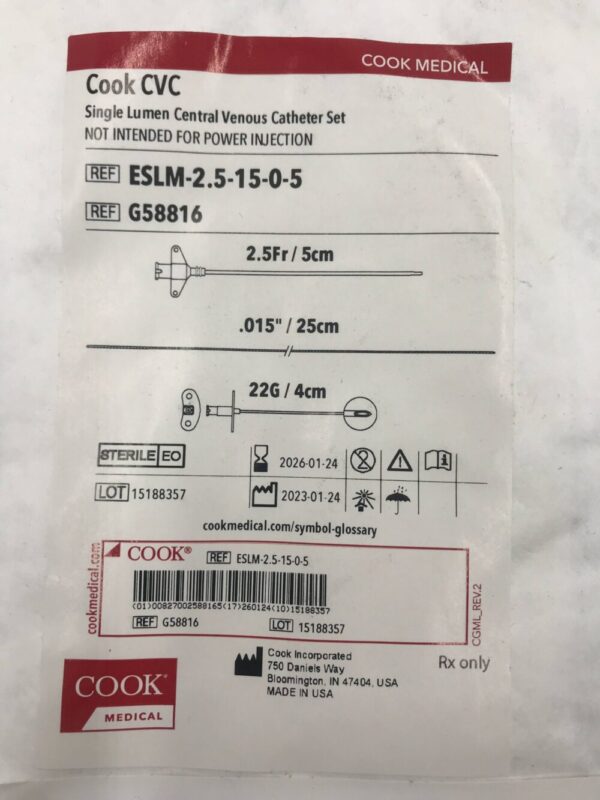 COOK MEDICAL
Cook CVC
Single Lumen Central Venous Catheter Set
NOT INTENDED FOR POWER INJECTION
REF ESLM-2.5-15-0-5
REF G58816
2.5Fr / 5cm
.015" / 25cm
22G / 4cm
STERILE EO 2026-01-24
LOT 15188357 2023-01-24
cookmedical.com/symbol-glossary
cookmedical.com
COOK® REF ESLM-2.5-15-0-5
(01)00827002588165(17)260124(10)15188357
REF G58816 LOT 15188357
CGML_REV.2
Cook Incorporated
750 Daniels Way
Bloomington, IN 47404, USA
MADE IN USA
Rx only
COOK®
MEDICAL